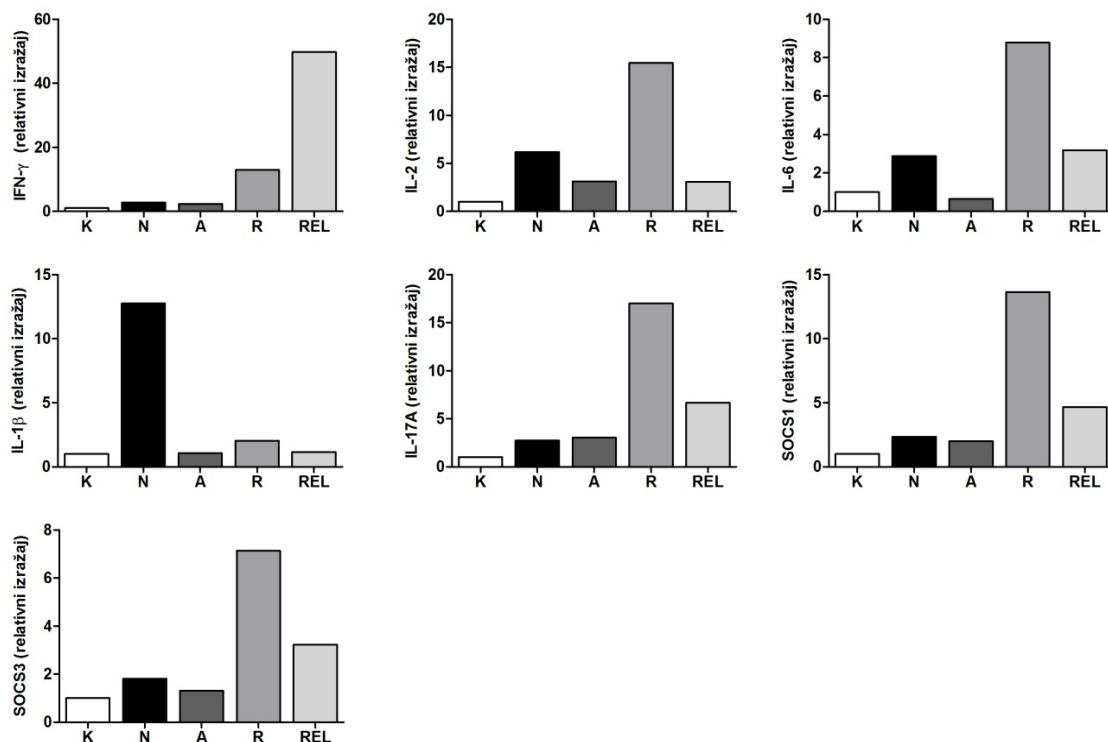 IFN-γ (relativni izražaj)
60
40
20
0
K N A R REL
IL-2 (relativni izražaj)
20
15
10
5
0
K N A R REL
IL-6 (relativni izražaj)
10
8
6
4
2
0
K N A R REL
IL-1β (relativni izražaj)
15
10
5
0
K N A R REL
IL-17A (relativni izražaj)
20
15
10
5
0
K N A R REL
SOCS1 (relativni izražaj)
15
10
5
0
K N A R REL
SOCS3 (relativni izražaj)
8
6
4
2
0
K N A R REL